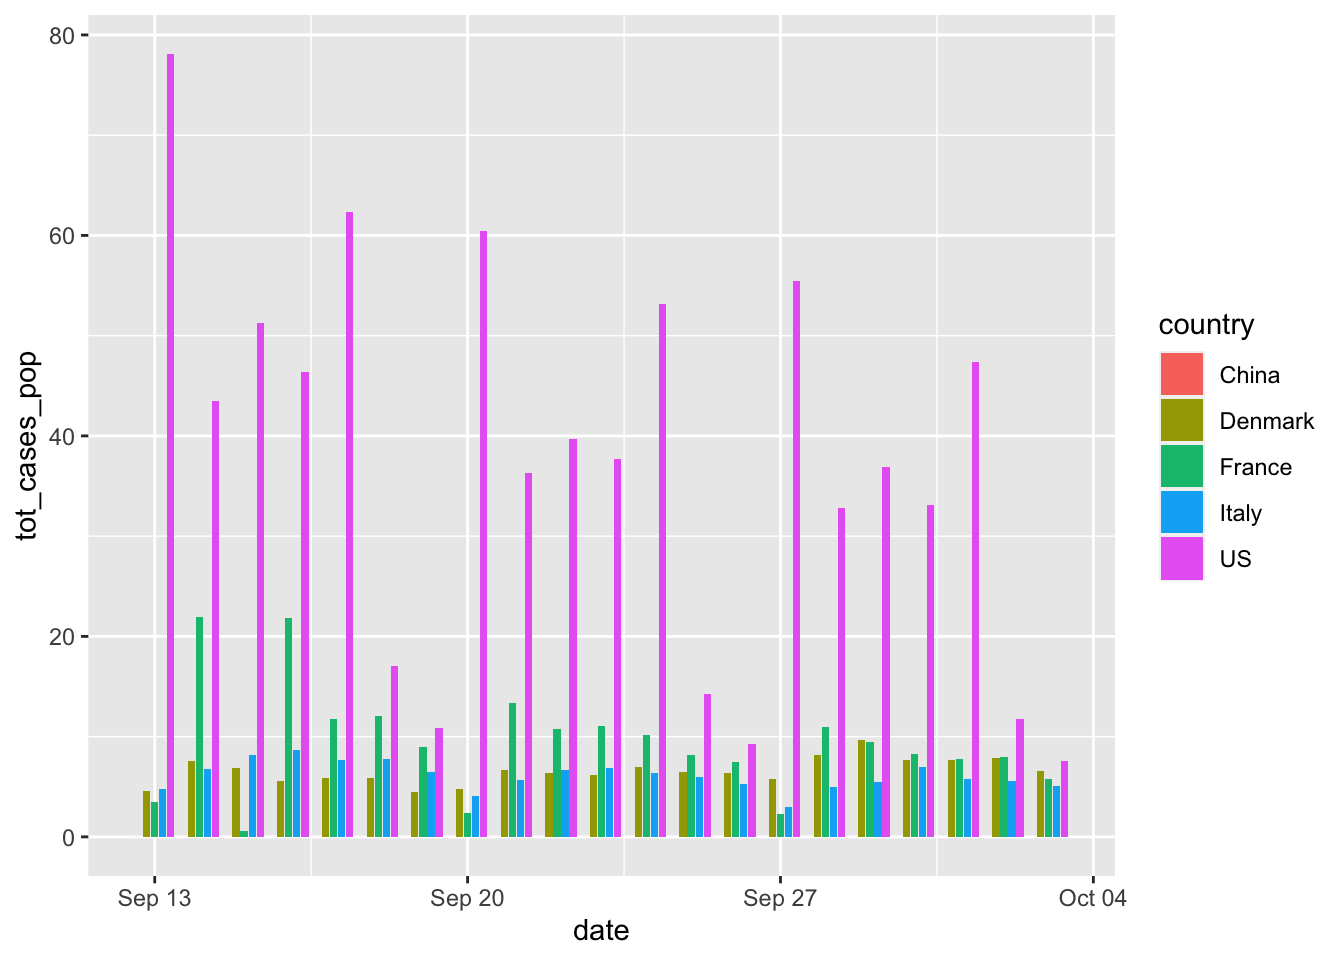 80
60
40
20
0
tot_cases_pop
Sep 13
Sep 20
Sep 27
Oct 04
date
country
China
Denmark
France
Italy
US